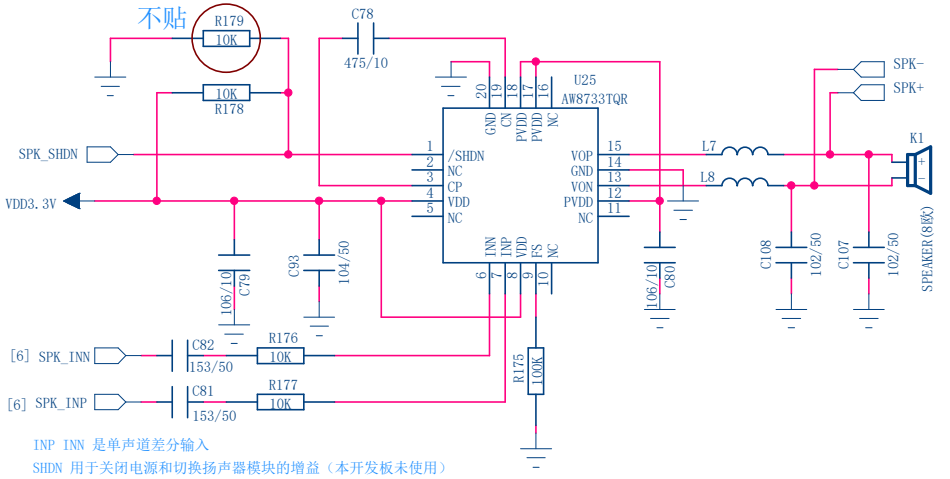 不贴
R179
10K
C78
475/10
10K
R178
U25
AW8733TQR
20
19
18
17
16
GND
CN
PVDD
PVDD
NC
SPK-
SPK+
K1
SPK_SHDN
1
/SHDN
2
NC
3
CP
4
VDD
5
NC
VOP
15
GND
14
VON
13
PVDD
12
NC
11
L7
L8
+
-
SPEAKER(8欧)
VDD3.3V
INN
INP
VDD
FS
NC
6
7
8
9
10
106/10
C79
C93
104/50
106/10
C80
C108
102/50
C107
102/50
[6] SPK_INN
C82
153/50
R176
10K
R175
100K
[6] SPK_INP
C81
153/50
R177
10K
INP INN 是单声道差分输入
SHDN 用于关闭电源和切换扬声器模块的增益（本开发板未使用）